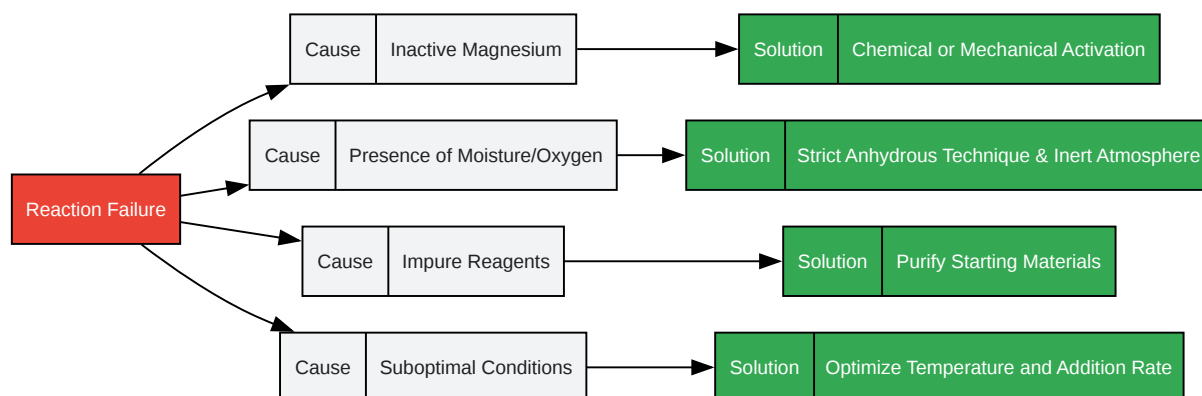 Cause Inactive Magnesium Solution Chemical or Mechanical Activation
Cause Presence of Moisture/Oxygen Solution Strict Anhydrous Technique & Inert Atmosphere
Reaction Failure
Cause Impure Reagents Solution Purify Starting Materials
Cause Suboptimal Conditions Solution Optimize Temperature and Addition Rate